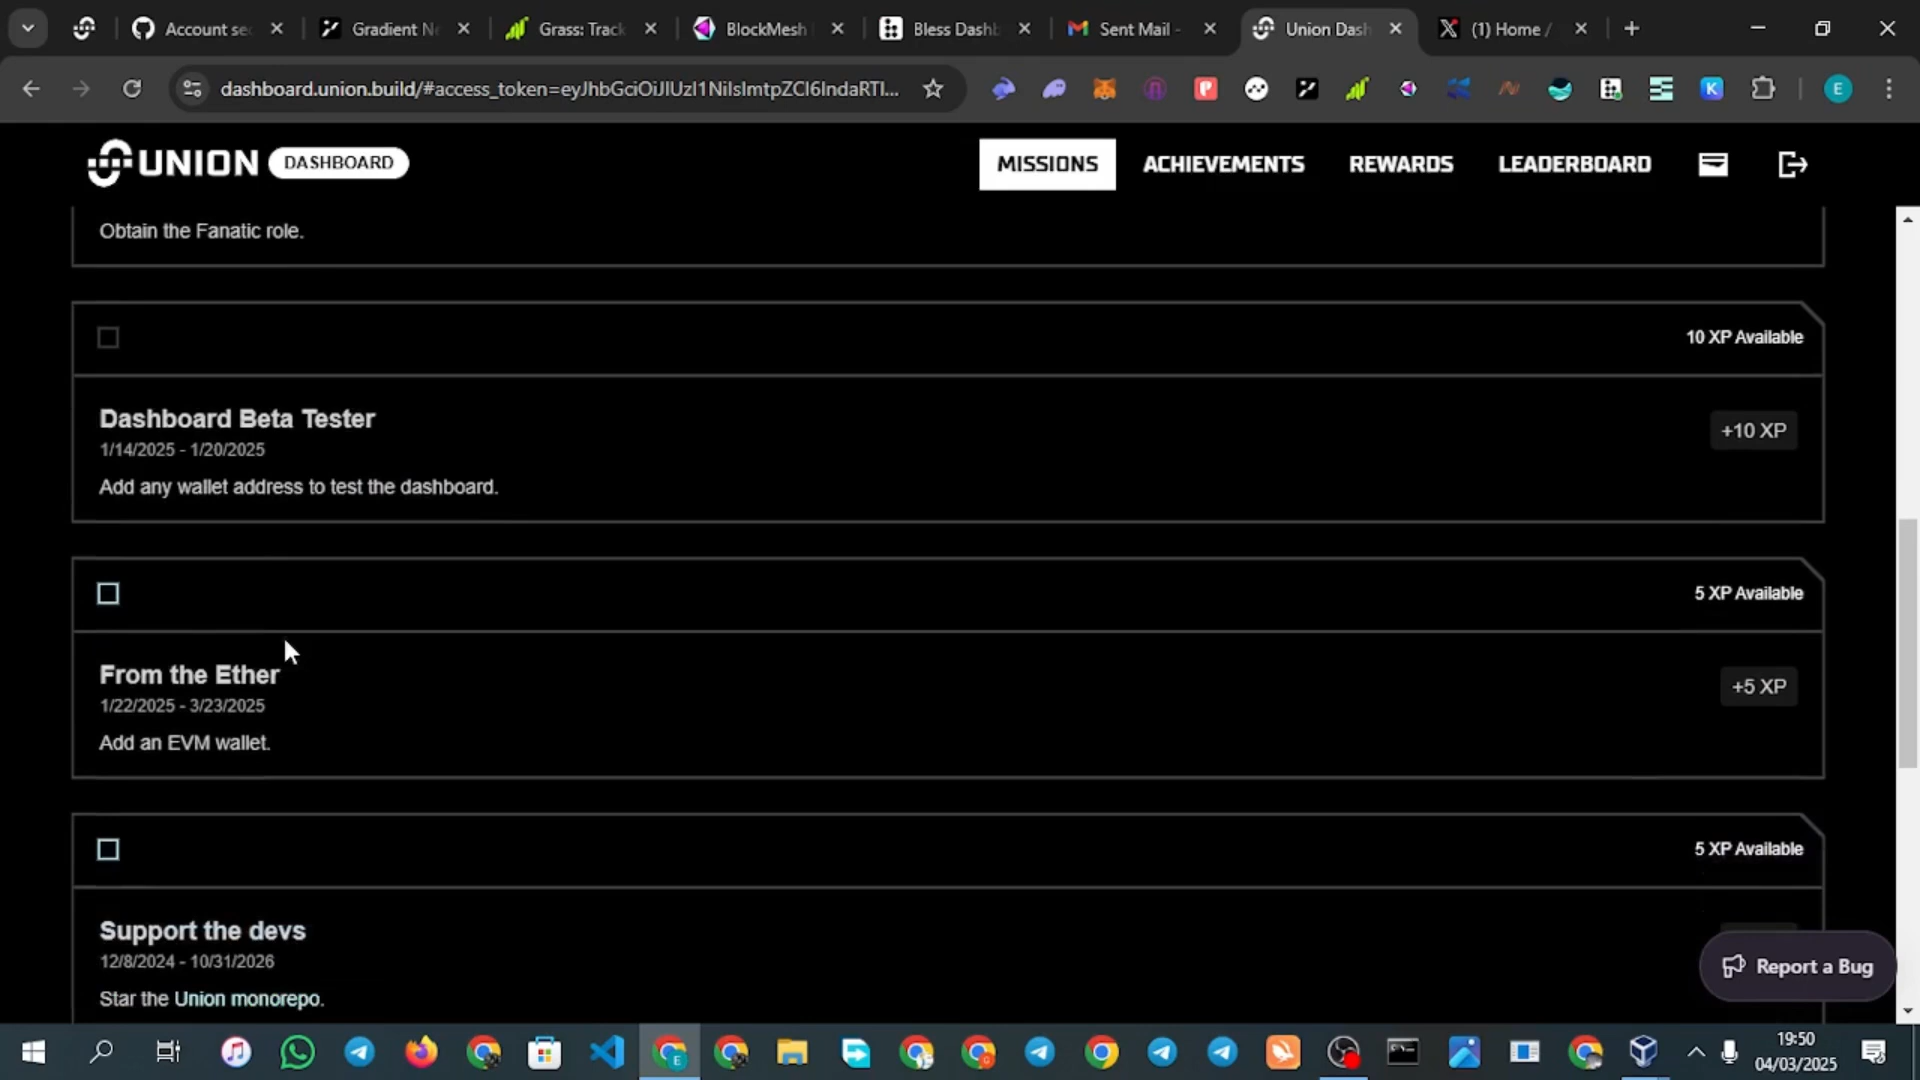 Account se
Gradient Ne
Grass: Track
BlockMesh
Bless Dashb
Sent Mail -
Union Dash
(1) Home /
dashboard.union.build/#access_token=eyJhbGciOiJIUzI1NiIsImtpZCI6IndaRTI...
E
UNION DASHBOARD
MISSIONS
ACHIEVEMENTS
REWARDS
LEADERBOARD
Obtain the Fanatic role.
10 XP Available
Dashboard Beta Tester
1/14/2025 - 1/20/2025
+10 XP
Add any wallet address to test the dashboard.
5 XP Available
From the Ether
1/22/2025 - 3/23/2025
+5 XP
Add an EVM wallet.
5 XP Available
Support the devs
12/8/2024 - 10/31/2026
Star the Union monorepo.
Report a Bug
19:50
04/03/2025